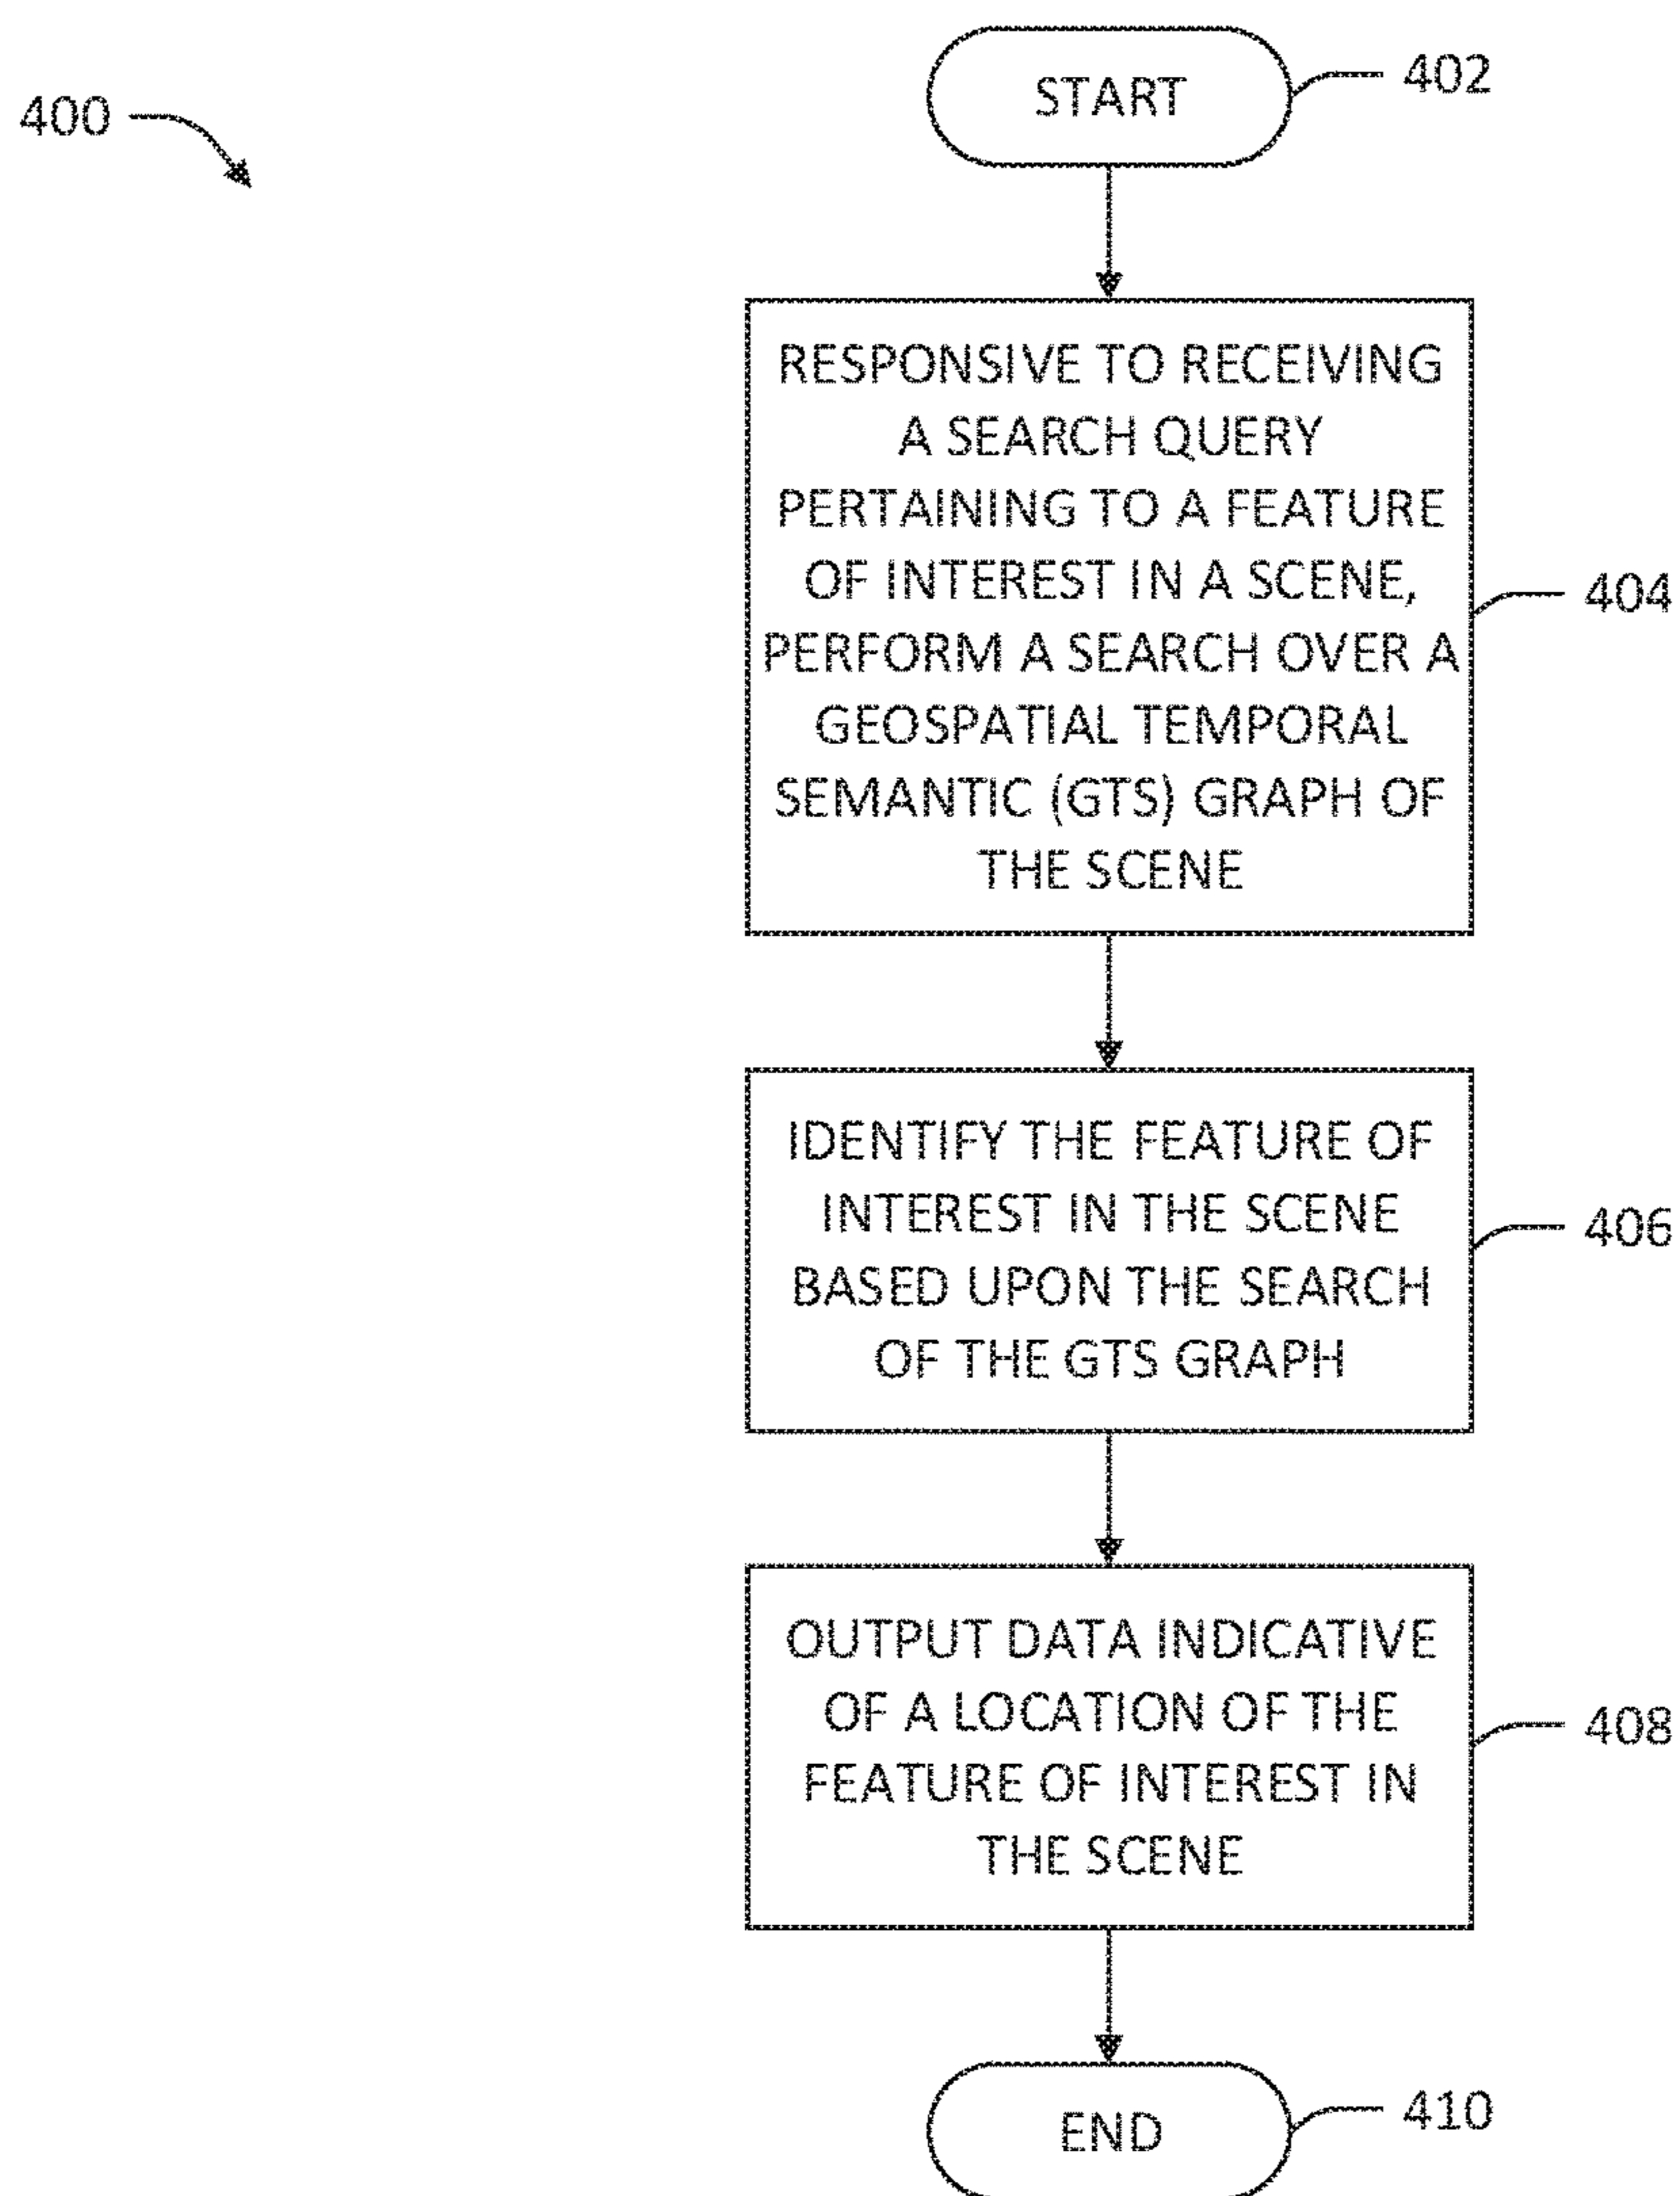 400
START
402
RESPONSIVE TO RECEIVING
A SEARCH QUERY
PERTAINING TO A FEATURE
OF INTEREST IN A SCENE,
PERFORM A SEARCH OVER A
GEOSPATIAL TEMPORAL
SEMANTIC (GTS) GRAPH OF
THE SCENE
404
IDENTIFY THE FEATURE OF
INTEREST IN THE SCENE
BASED UPON THE SEARCH
OF THE GTS GRAPH
406
OUTPUT DATA INDICATIVE
OF A LOCATION OF THE
FEATURE OF INTEREST IN
THE SCENE
408
END
410